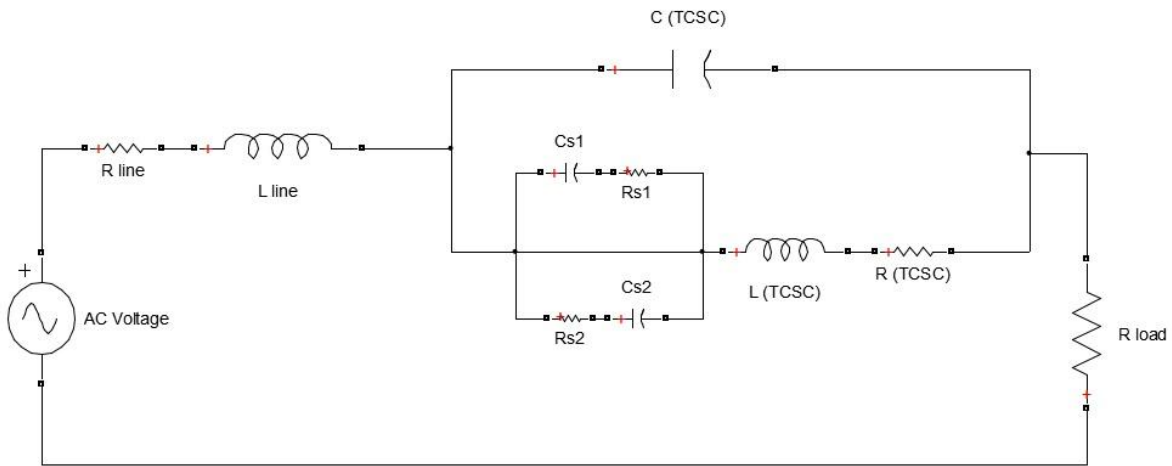 C (TCSC)
Cs1
R line
Rs1
L line
R (TCSC)
Cs2
L (TCSC)
+
AC Voltage
Rs2
R load